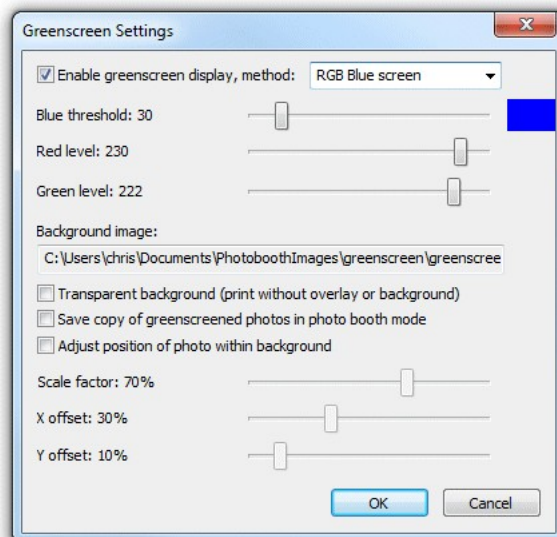 Greenscreen Settings
Enable greenscreen display, method: RGB Blue screen
Blue threshold: 30
Red level: 230
Green level: 222
Background image:
C:\Users\chris\Documents\PhotoboothImages\greenscreen\greenscree
Transparent background (print without overlay or background)
Save copy of greenscreened photos in photo booth mode
Adjust position of photo within background
Scale factor: 70%
X offset: 30%
Y offset: 10%
OK Cancel